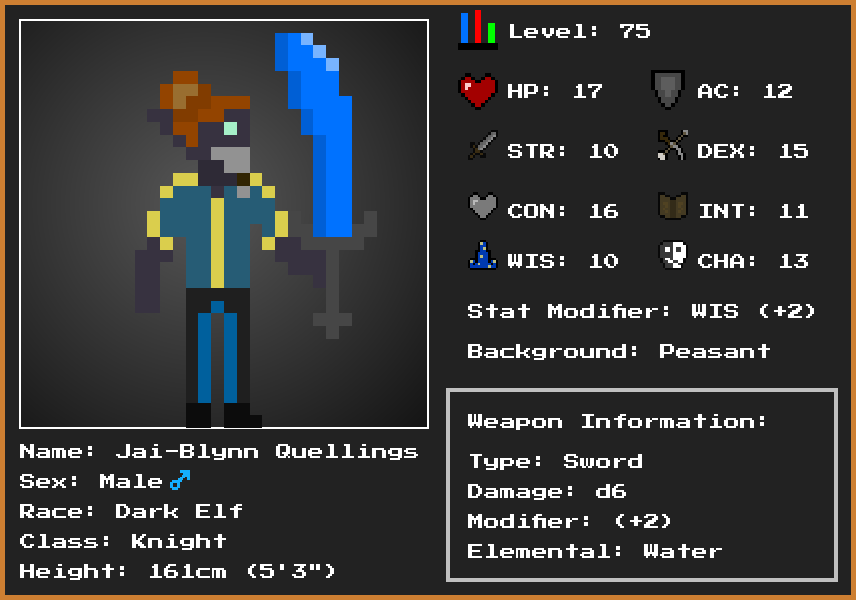 Level: 75
HP: 17
AC: 12
STR: 10
DEX: 15
CON: 16
INT: 11
WIS: 10
CHA: 13
Stat Modifier: WIS (+2)
Background: Peasant
Weapon Information:
Type: Sword
Damage: d6
Modifier: (+2)
Elemental: Water
Name: Jai-Blynn Quellings
Sex: Male♂
Race: Dark Elf
Class: Knight
Height: 161cm (5'3")